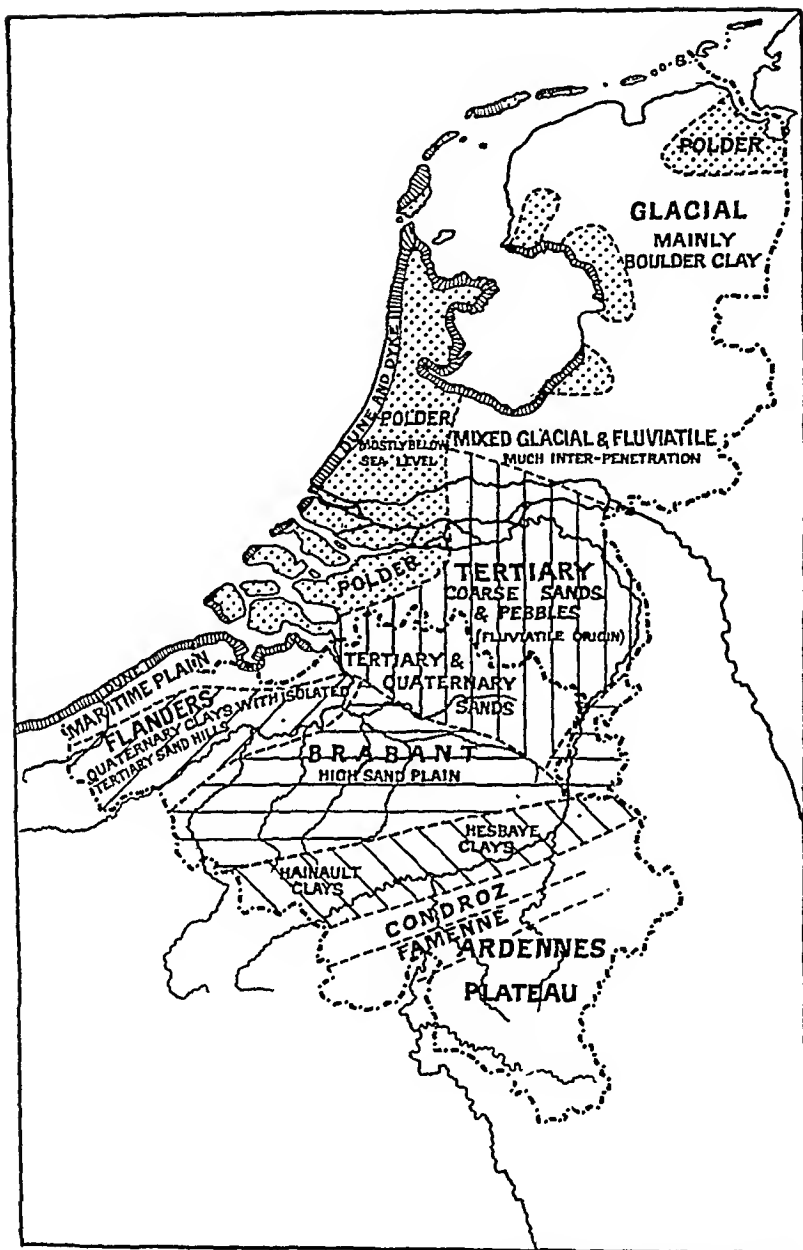 POLDER
GLACIAL
MAINLY
BOULDER CLAY
DUNE AND DYKE
POLDER
MOSTLY BELOW
SEA LEVEL
MIXED GLACIAL & FLUVIATILE
MUCH INTER-PENETRATION
POLDER
TERTIARY
COARSE SANDS
& PEBBLES
(FLUVIATILE ORIGIN)
TERTIARY &
QUATERNARY
SANDS
DUNE
MARITIME PLAIN
FLANDERS
QUATERNARY CLAYS WITH ISOLATED
TERTIARY SAND HILLS
BRABANT
HIGH SAND PLAIN
HESBAYE
CLAYS
HAINAULT
CLAYS
CONDROZ
FAMENNE
ARDENNES
PLATEAU